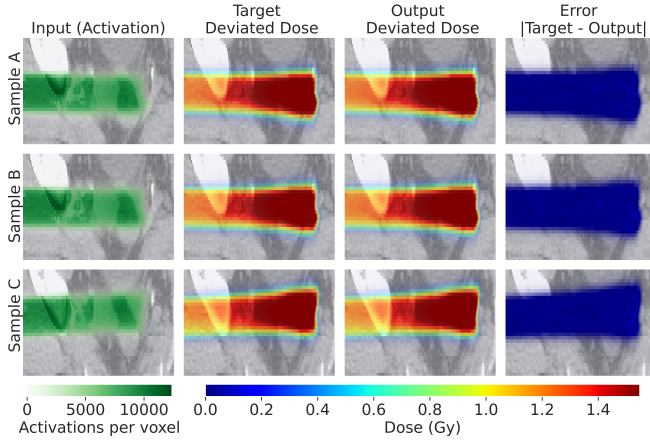 Input (Activation)
Target
Deviated Dose
Output
Deviated Dose
Error
|Target - Output|
Sample A
Sample B
Sample C
0 5000 10000
Activations per voxel
0.0 0.2 0.4 0.6 0.8 1.0 1.2 1.4
Dose (Gy)